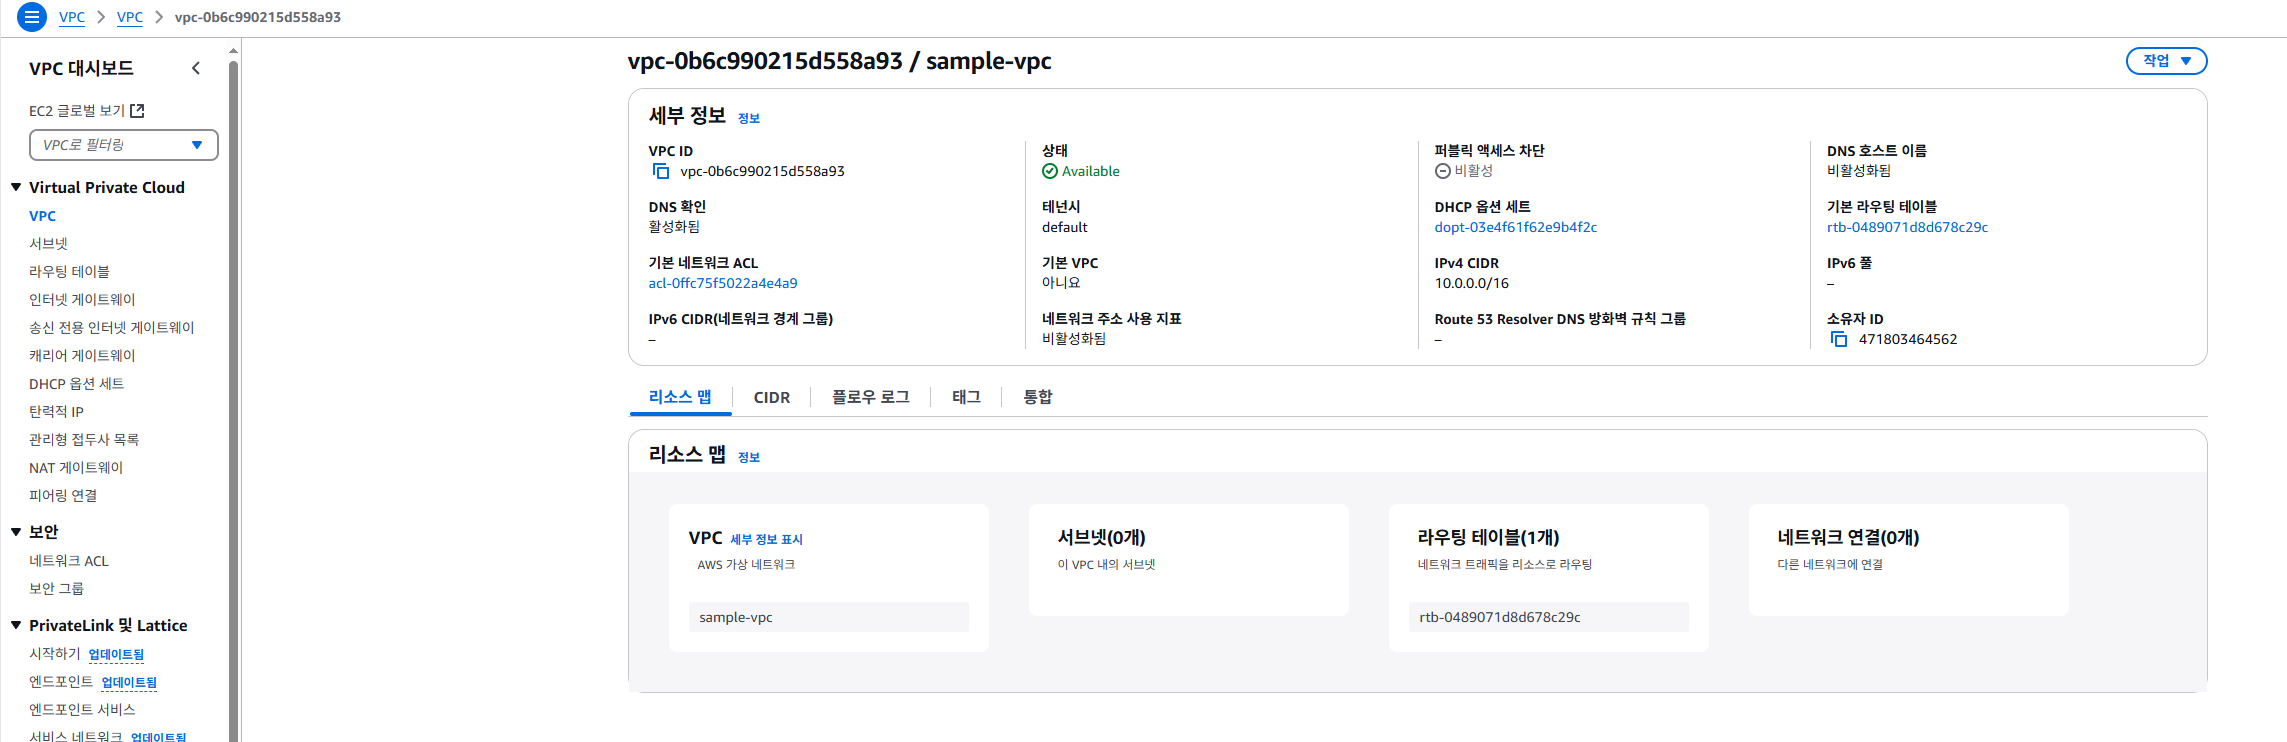 VPC > VPC > vpc-0b6c990215d558a93
VPC 대시보드
EC2 글로벌 보기
VPC로 필터링
Virtual Private Cloud
VPC
서브넷
라우팅 테이블
인터넷 게이트웨이
송신 전용 인터넷 게이트웨이
캐리어 게이트웨이
DHCP 옵션 세트
탄력적 IP
관리형 접두사 목록
NAT 게이트웨이
피어링 연결
보안
네트워크 ACL
보안 그룹
PrivateLink 및 Lattice
시작하기 업데이트됨
엔드포인트 업데이트됨
엔드포인트 서비스
서비스 네트워크 업데이트됨
vpc-0b6c990215d558a93 / sample-vpc
작업
세부 정보 정보
VPC ID
vpc-0b6c990215d558a93
상태
Available
퍼블릭 액세스 차단
비활성
DNS 호스트 이름
비활성화됨
DNS 확인
활성화됨
테넌시
default
DHCP 옵션 세트
dopt-03e4f61f62e9b4f2c
기본 라우팅 테이블
rtb-0489071d8d678c29c
기본 네트워크 ACL
acl-0ffc75f5022a4e4a9
기본 VPC
아니요
IPv4 CIDR
10.0.0.0/16
IPv6 풀
–
IPv6 CIDR(네트워크 경계 그룹)
–
네트워크 주소 사용 지표
비활성화됨
Route 53 Resolver DNS 방화벽 규칙 그룹
–
소유자 ID
471803464562
리소스 맵
CIDR
플로우 로그
태그
통합
리소스 맵 정보
VPC 세부 정보 표시
AWS 가상 네트워크
sample-vpc
서브넷(0개)
이 VPC 내의 서브넷
라우팅 테이블(1개)
네트워크 트래픽을 리소스로 라우팅
rtb-0489071d8d678c29c
네트워크 연결(0개)
다른 네트워크에 연결